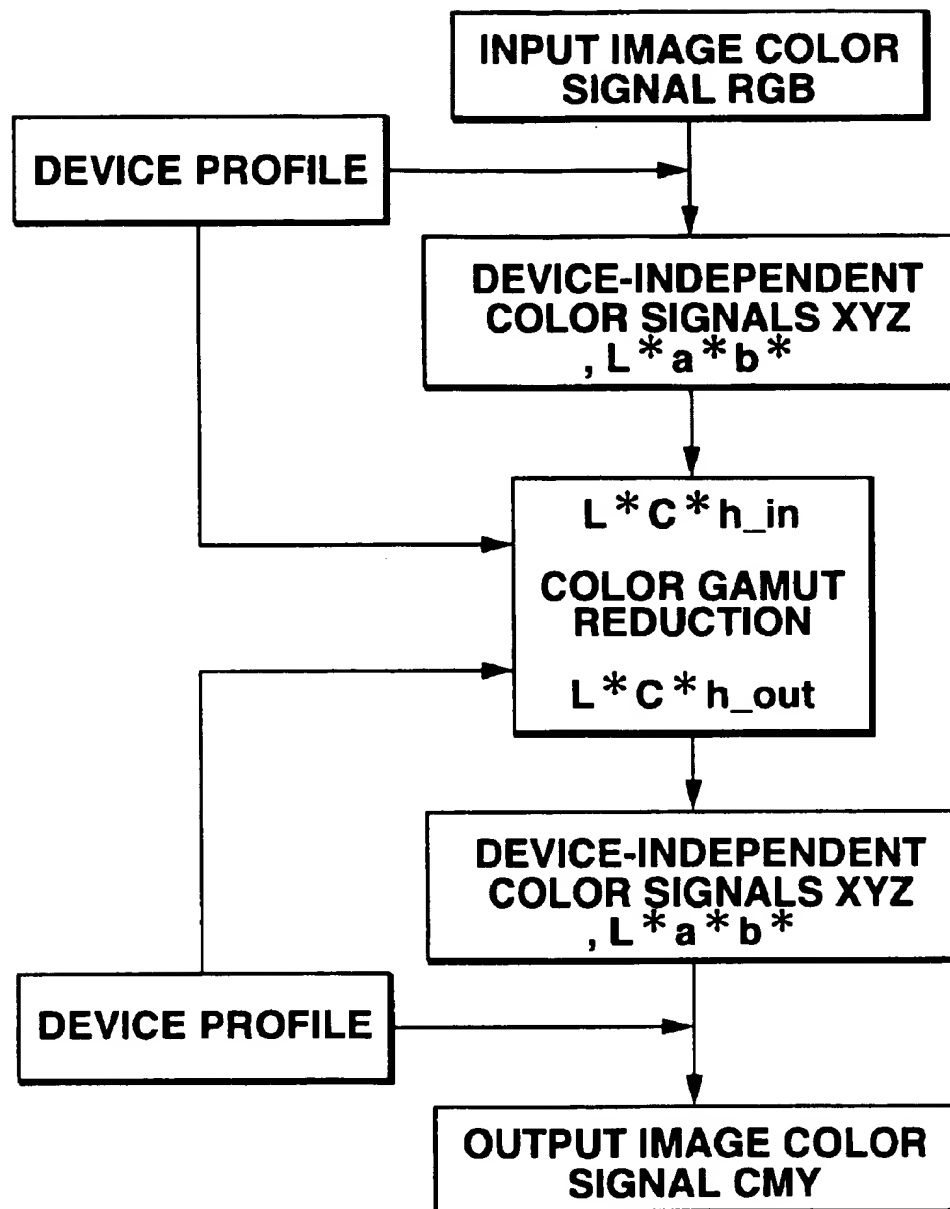 INPUT IMAGE COLOR
SIGNAL RGB
DEVICE PROFILE
DEVICE-INDEPENDENT
COLOR SIGNALS XYZ
, L*a*b*
L*C*h_in
COLOR GAMUT
REDUCTION
L*C*h_out
DEVICE-INDEPENDENT
COLOR SIGNALS XYZ
, L*a*b*
DEVICE PROFILE
OUTPUT IMAGE COLOR
SIGNAL CMY